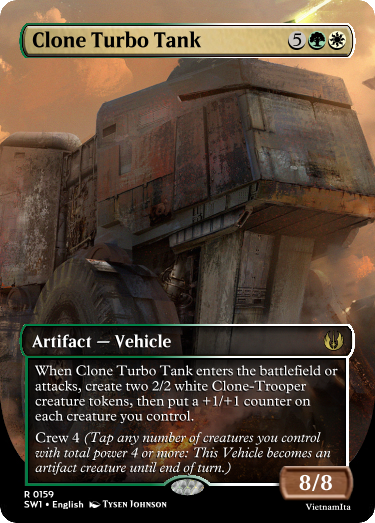 Clone Turbo Tank 5
Artifact — Vehicle
When Clone Turbo Tank enters the battlefield or
attacks, create two 2/2 white Clone-Trooper
creature tokens, then put a +1/+1 counter on
each creature you control.
Crew 4 (Tap any number of creatures you control
with total power 4 or more: This Vehicle becomes an
artifact creature until end of turn.)
8/8
R 0159
SW1 • English Tysen Johnson
VietnamIta